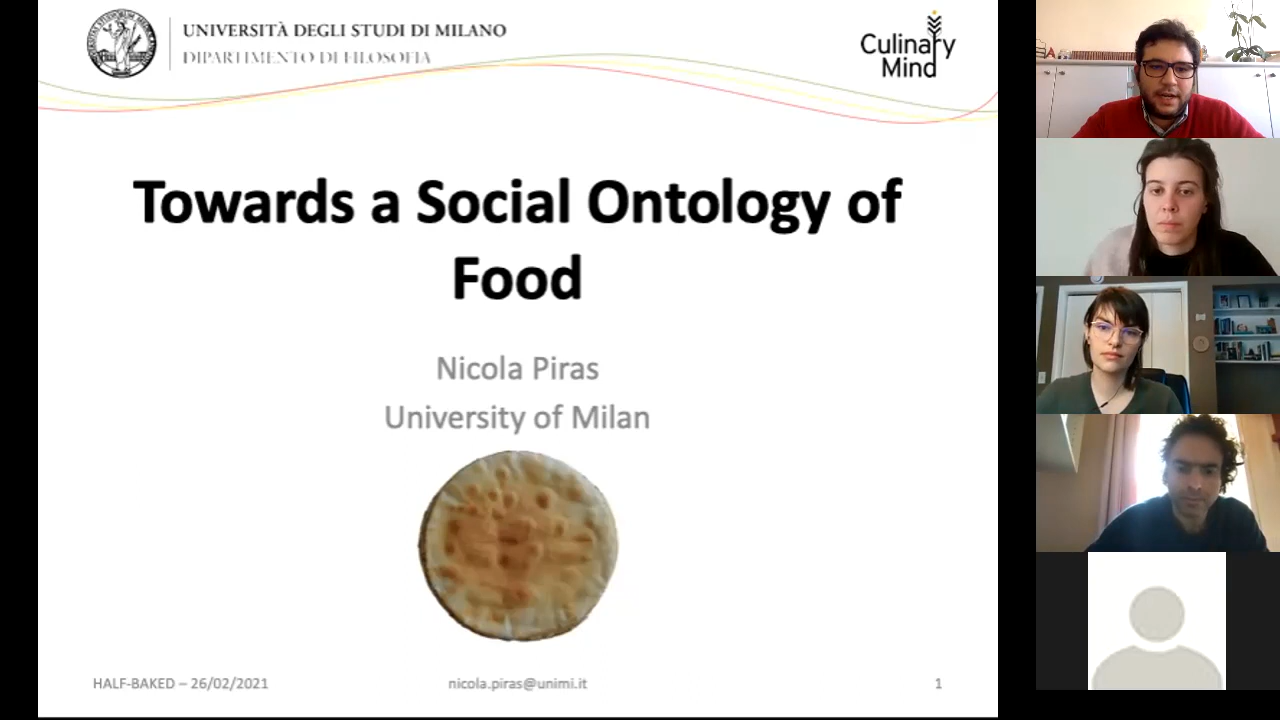 UNIVERSITÀ DEGLI STUDI DI MILANO
DIPARTIMENTO DI FILOSOFIA
Culinary
Mind
Towards a Social Ontology of
Food
Nicola Piras
University of Milan
HALF-BAKED – 26/02/2021
nicola.piras@unimi.it
1